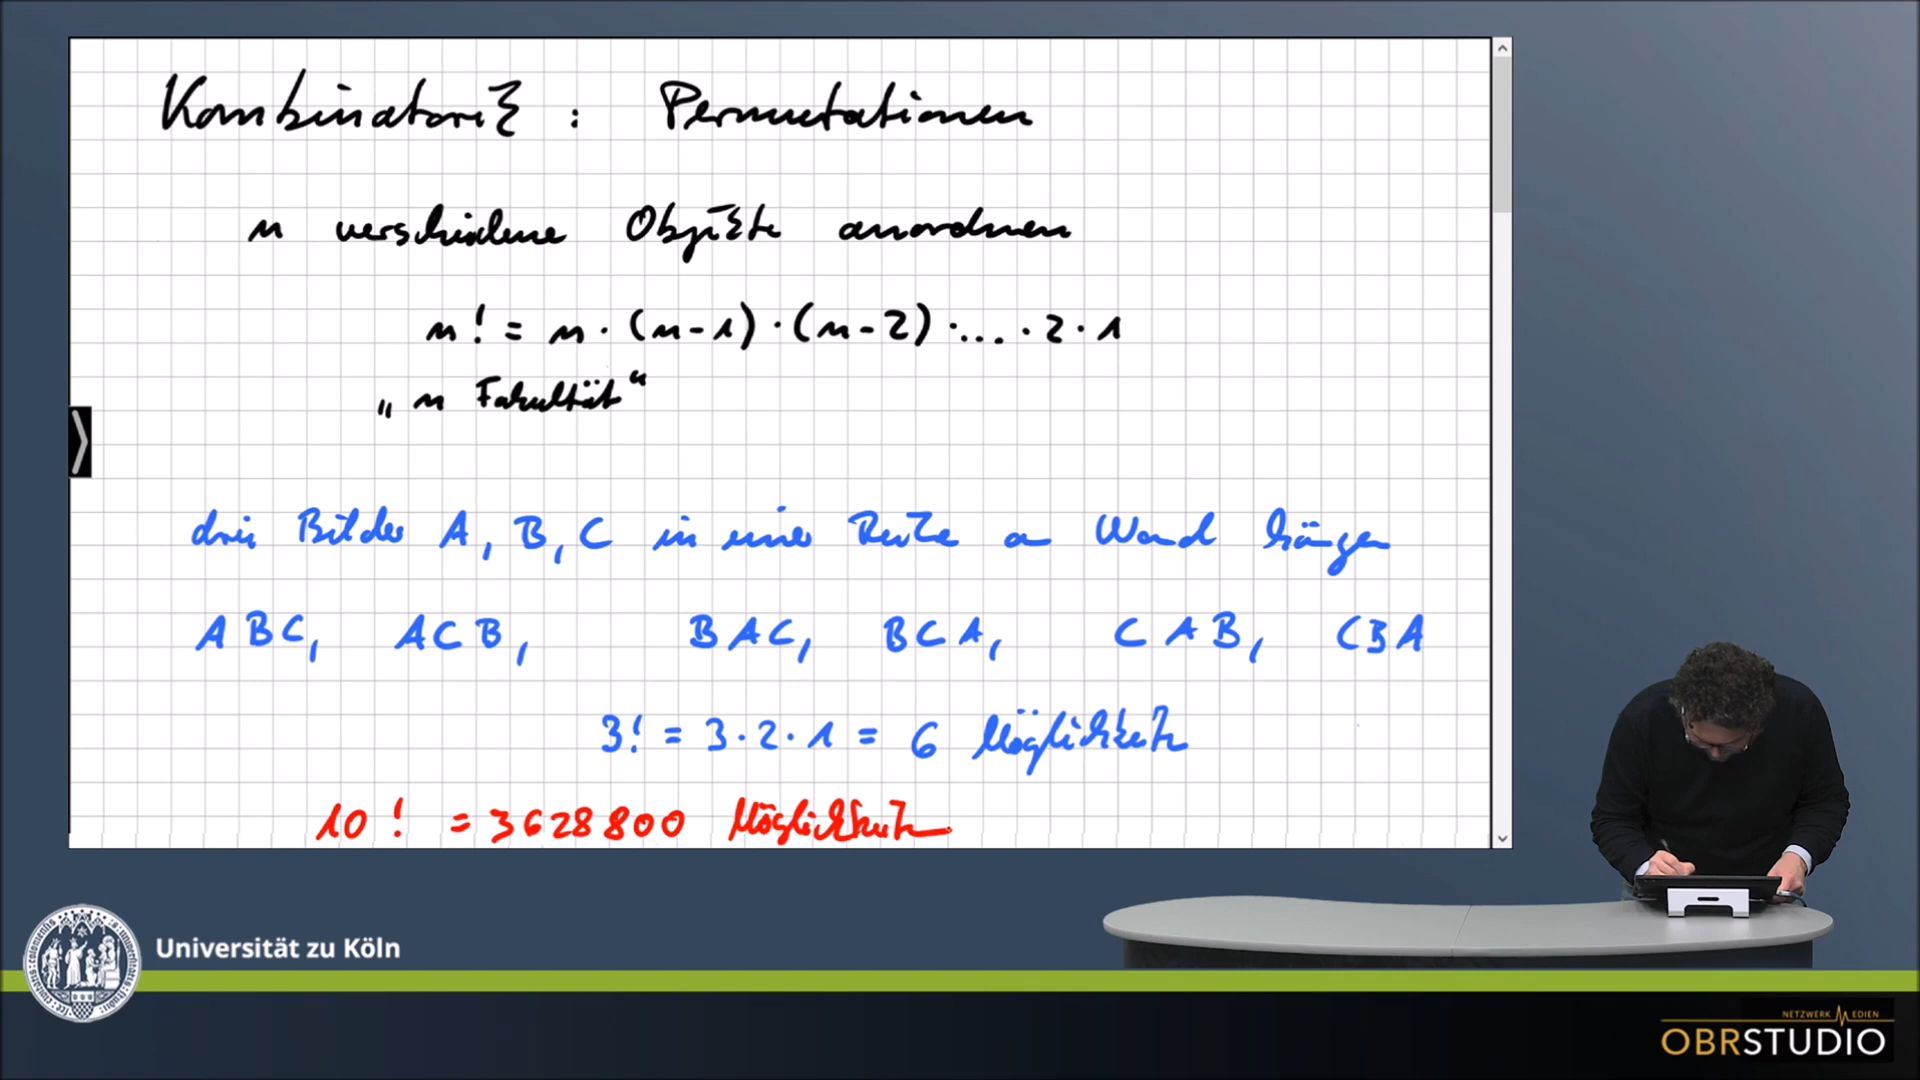 Kombinatorik : Permutationen
n verschiedene Objekte anordnen
n! = n · (n-1) · (n-2) · ... · 2 · 1
„n Fakultät“
drei Bilder A, B, C in einer Reihe an Wand hängen
ABC, ACB, BAC, BCA, CAB, CBA
3! = 3 · 2 · 1 = 6 Möglichkeiten
10! = 3628800 Möglichkeiten
Universität zu Köln
NETZWERK MEDIEN
OBRSTUDIO